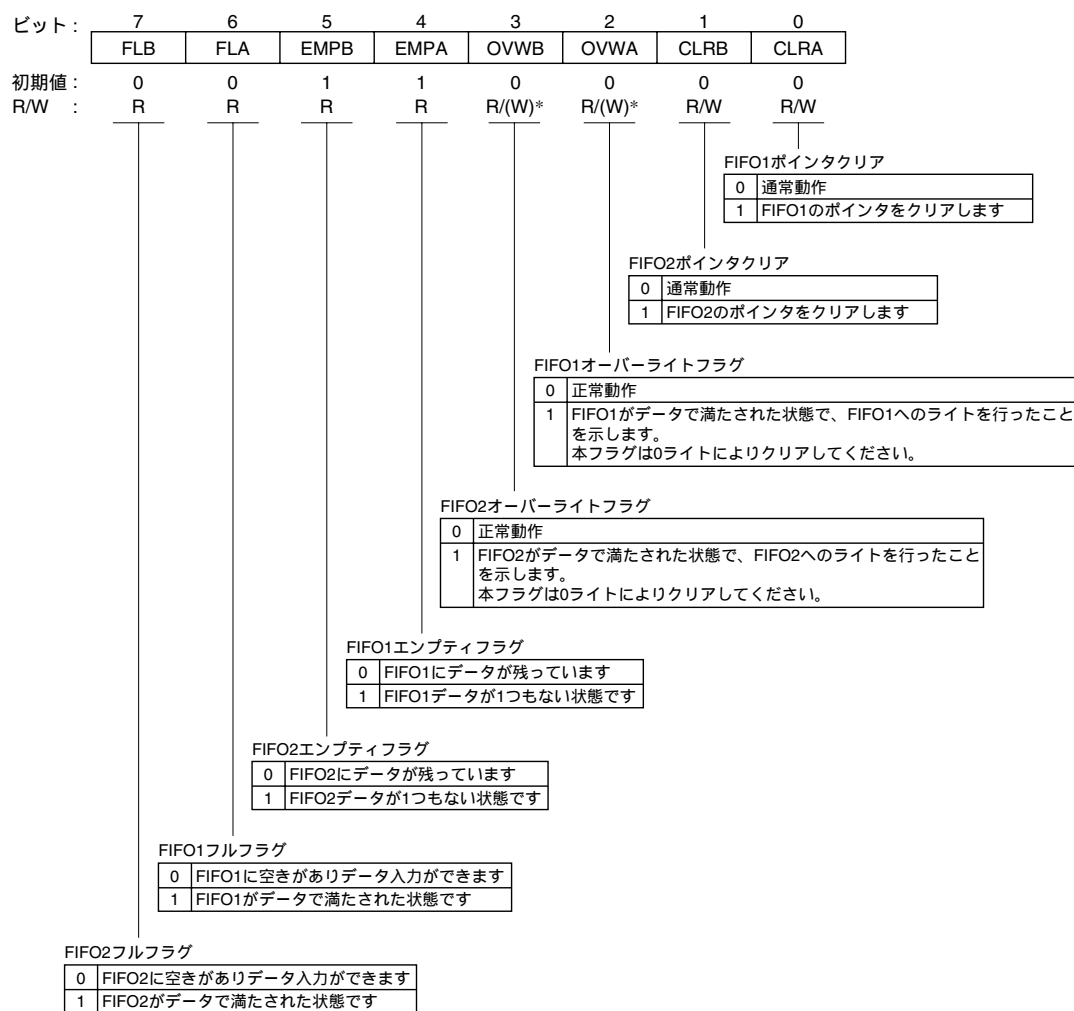 ビット： 7 6 5 4 3 2 1 0
FLB FLA EMPB EMPA OVWB OVWA CLRB CLRA
初期値： 0 0 1 1 0 0 0 0
R/W ： R R R R R/(W)* R/(W)* R/W R/W
FIFO1ポインタクリア
0 通常動作
1 FIFO1のポインタをクリアします
FIFO2ポインタクリア
0 通常動作
1 FIFO2のポインタをクリアします
FIFO1オーバーライトフラグ
0 正常動作
1 FIFO1がデータで満たされた状態で、FIFO1へのライトを行ったこと
を示します。
本フラグは0ライトによりクリアしてください。
FIFO2オーバーライトフラグ
0 正常動作
1 FIFO2がデータで満たされた状態で、FIFO2へのライトを行ったこと
を示します。
本フラグは0ライトによりクリアしてください。
FIFO1エンプティフラグ
0 FIFO1にデータが残っています
1 FIFO1データが1つもない状態です
FIFO2エンプティフラグ
0 FIFO2にデータが残っています
1 FIFO2データが1つもない状態です
FIFO1フルフラグ
0 FIFO1に空きがありデータ入力ができます
1 FIFO1がデータで満たされた状態です
FIFO2フルフラグ
0 FIFO2に空きがありデータ入力ができます
1 FIFO2がデータで満たされた状態です